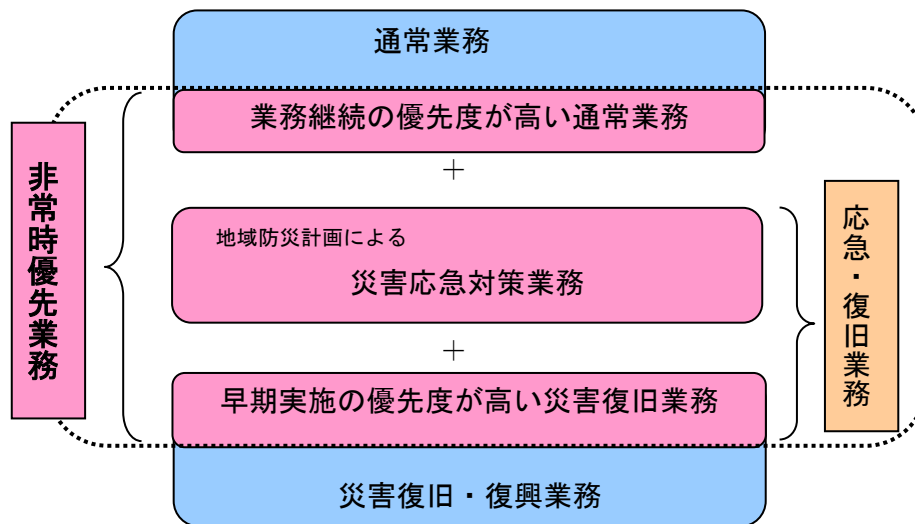 通常業務
業務継続の優先度が高い通常業務
＋
地域防災計画による
災害応急対策業務
＋
早期実施の優先度が高い災害復旧業務
災害復旧・復興業務
非常時優先業務
応急・復旧業務